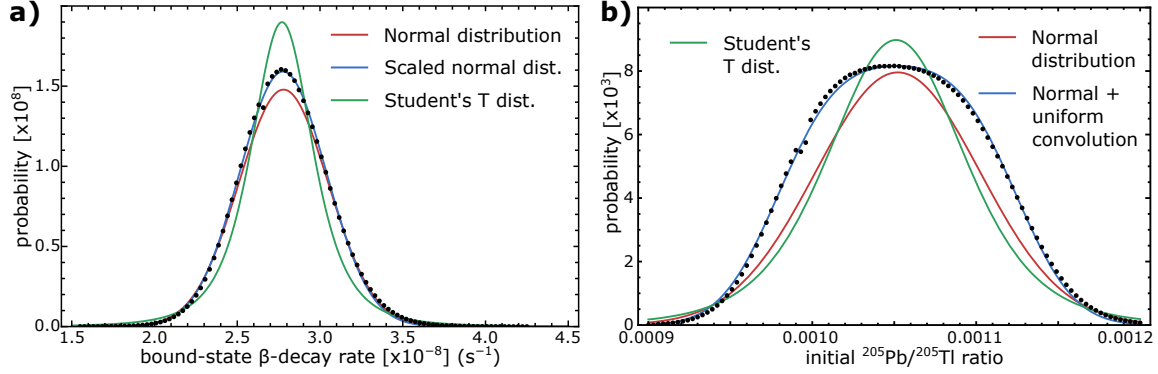 a)
Normal distribution
Scaled normal dist.
Student's T dist.
probability [x10⁸]
0.0
0.5
1.0
1.5
1.5
2.0
2.5
3.0
3.5
4.0
4.5
bound-state β-decay rate [x10⁻⁸] (s⁻¹)
b)
Student's
T dist.
Normal
distribution
Normal +
uniform
convolution
probability [x10³]
0
2
4
6
8
0.0009
0.0010
0.0011
0.0012
initial ²⁰⁵Pb/²⁰⁵Tl ratio